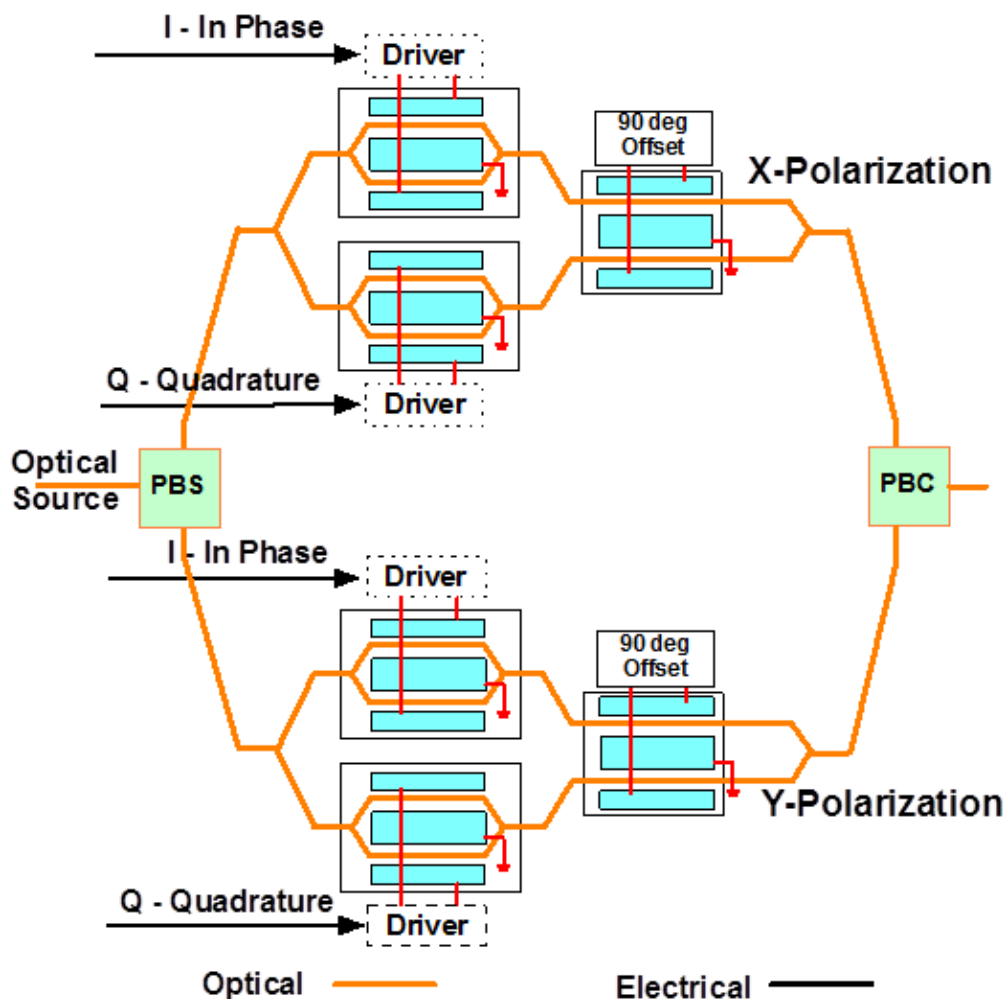 I - In Phase
Driver
90 deg
Offset
X-Polarization
Q - Quadrature
Driver
Optical
Source
PBS
PBC
I - In Phase
Driver
90 deg
Offset
Y-Polarization
Q - Quadrature
Driver
Optical
Electrical